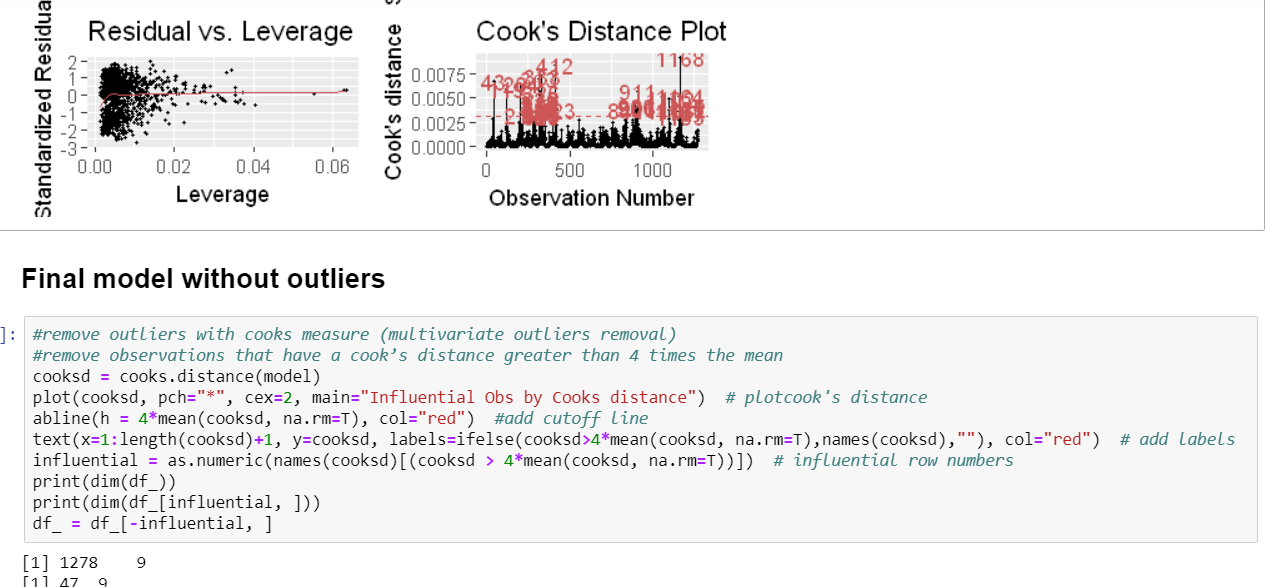 Residual vs. Leverage
Cook's Distance Plot
Standardized Residua
2
1
0
-1
-2
-3
0.00 0.02 0.04 0.06
Leverage
Cook's distance
0.0075
0.0050
0.0025
0.0000
412
1168
0 500 1000
Observation Number
Final model without outliers
]:
#remove outliers with cooks measure (multivariate outliers removal)
#remove observations that have a cook’s distance greater than 4 times the mean
cooksd = cooks.distance(model)
plot(cooksd, pch="*", cex=2, main="Influential Obs by Cooks distance")  # plotcook's distance
abline(h = 4*mean(cooksd, na.rm=T), col="red")  #add cutoff line
text(x=1:length(cooksd)+1, y=cooksd, labels=ifelse(cooksd>4*mean(cooksd, na.rm=T),names(cooksd),""), col="red")  # add labels
influential = as.numeric(names(cooksd)[(cooksd > 4*mean(cooksd, na.rm=T))])  # influential row numbers
print(dim(df_))
print(dim(df_[influential, ]))
df_ = df_[-influential, ]
[1] 1278    9
[1] 47  9